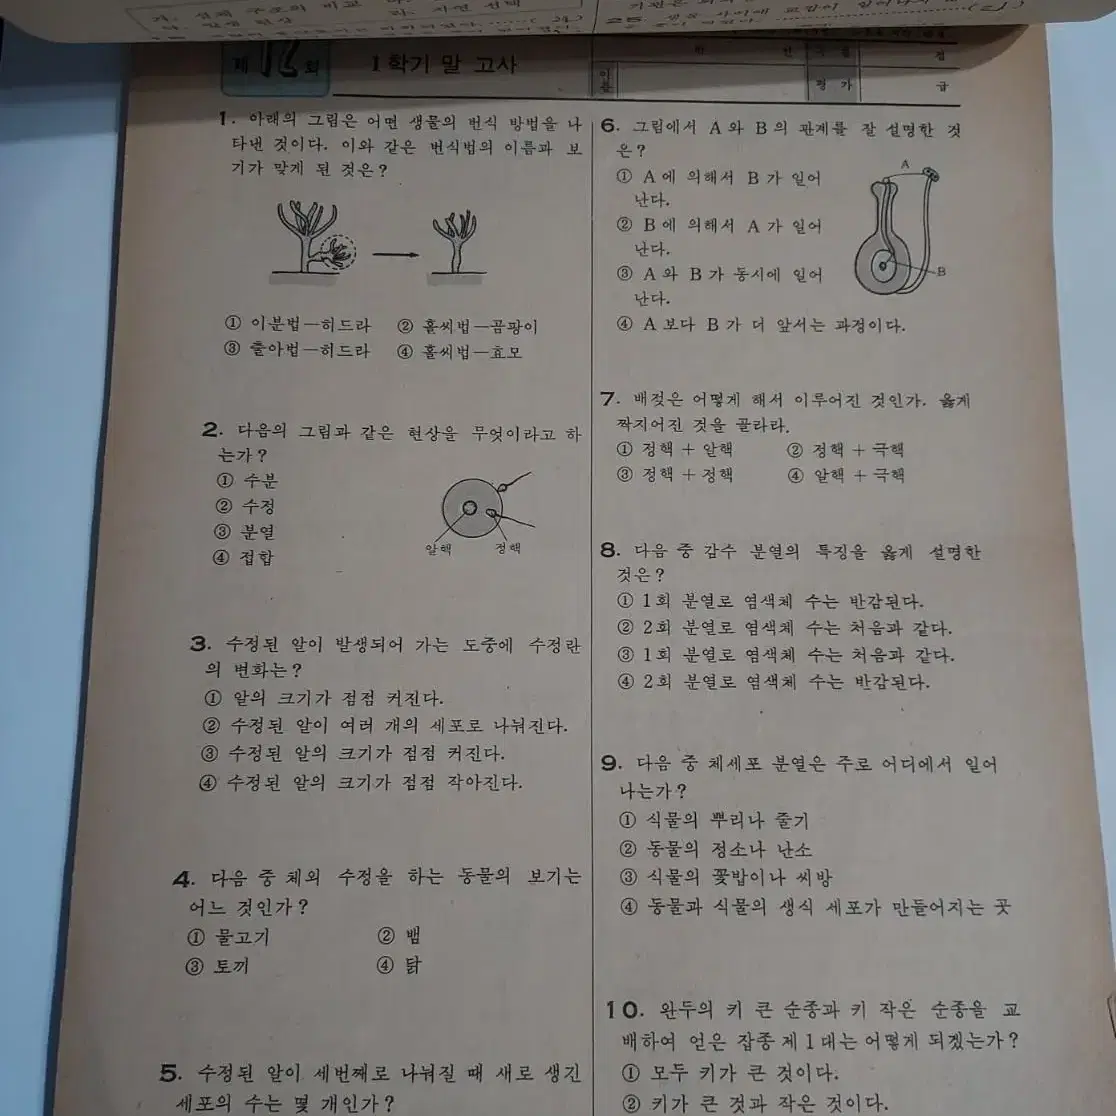 제 12 회
1 학기 말 고사
이름
평 가
점
급
1. 아래의 그림은 어떤 생물의 번식 방법을 나
타낸 것이다. 이와 같은 번식법의 이름과 보
기가 맞게 된 것은?
① 이분법—히드라 ② 홀씨법—곰팡이
③ 출아법—히드라 ④ 홀씨법—효모
2. 다음의 그림과 같은 현상을 무엇이라고 하
는가?
① 수분
② 수정
③ 분열
④ 접합
알핵 정핵
3. 수정된 알이 발생되어 가는 도중에 수정란
의 변화는?
① 알의 크기가 점점 커진다.
② 수정된 알이 여러 개의 세포로 나눠진다.
③ 수정된 알의 크기가 점점 커진다.
④ 수정된 알의 크기가 점점 작아진다.
4. 다음 중 체외 수정을 하는 동물의 보기는
어느 것인가?
① 물고기 ② 뱀
③ 토끼 ④ 닭
5. 수정된 알이 세번째로 나눠질 때 새로 생긴
세포의 수는 몇 개인가?
6. 그림에서 A와 B의 관계를 잘 설명한 것
은?
① A에 의해서 B가 일어
난다.
② B에 의해서 A가 일어
난다.
③ A와 B가 동시에 일어
난다.
④ A보다 B가 더 앞서는 과정이다.
A
B
7. 배젖은 어떻게 해서 이루어진 것인가. 옳게
짝지어진 것을 골라라.
① 정핵 + 알핵 ② 정핵 + 극핵
③ 정핵 + 정핵 ④ 알핵 + 극핵
8. 다음 중 감수 분열의 특징을 옳게 설명한
것은?
① 1회 분열로 염색체 수는 반감된다.
② 2회 분열로 염색체 수는 처음과 같다.
③ 1회 분열로 염색체 수는 처음과 같다.
④ 2회 분열로 염색체 수는 반감된다.
9. 다음 중 체세포 분열은 주로 어디에서 일어
나는가?
① 식물의 뿌리나 줄기
② 동물의 정소나 난소
③ 식물의 꽃밥이나 씨방
④ 동물과 식물의 생식 세포가 만들어지는 곳
10. 완두의 키 큰 순종과 키 작은 순종을 교
배하여 얻은 잡종 제1대는 어떻게 되겠는가?
① 모두 키가 큰 것이다.
② 키가 큰 것과 작은 것이다.